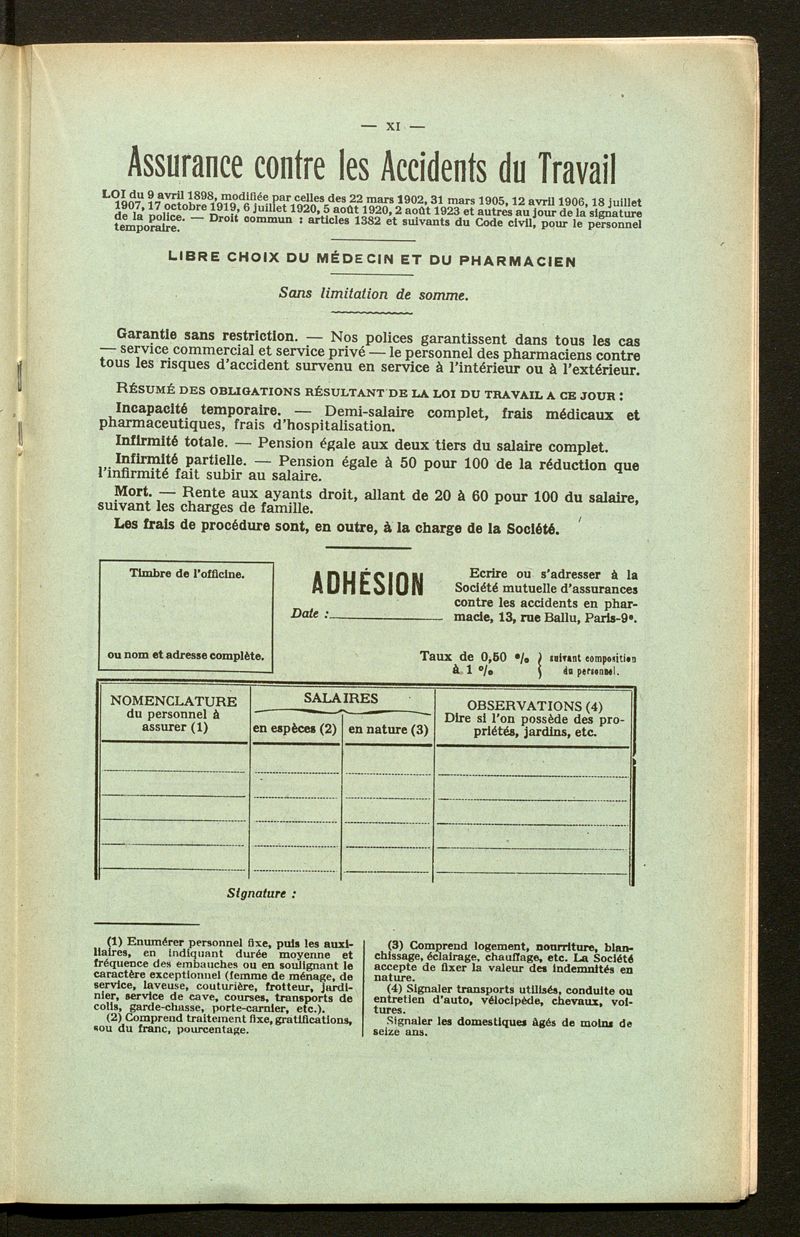 — XI —
Assurance contre les Accidents du Travail
LOI du 9 avril 1898, modifiée par celles des 22 mars 1902, 31 mars 1905, 12 avril 1906, 18 juillet
1907, 17 octobre 1919, 6 juillet 1920, 5 août 1920, 2 août 1923 et autres au jour de la signature
de la police. — Droit commun : articles 1382 et suivants du Code civil, pour le personnel
temporaire.
LIBRE CHOIX DU MÉDECIN ET DU PHARMACIEN
Sans limitation de somme.
Garantie sans restriction. — Nos polices garantissent dans tous les cas
— service commercial et service privé — le personnel des pharmaciens contre
tous les risques d'accident survenu en service à l'intérieur ou à l'extérieur.
RÉSUMÉ DES OBLIGATIONS RÉSULTANT DE LA LOI DU TRAVAIL A CE JOUR :
Incapacité temporaire. — Demi-salaire complet, frais médicaux et
pharmaceutiques, frais d'hospitalisation.
Infirmité totale. — Pension égale aux deux tiers du salaire complet.
Infirmité partielle. — Pension égale à 50 pour 100 de la réduction que
l'infirmité fait subir au salaire.
Mort. — Rente aux ayants droit, allant de 20 à 60 pour 100 du salaire,
suivant les charges de famille.
Les frais de procédure sont, en outre, à la charge de la Société.
Timbre de l'officine.
ou nom et adresse complète.
ADHÉSION
Date :
Ecrire ou s'adresser à la
Société mutuelle d'assurances
contre les accidents en phar-
macie, 13, rue Ballu, Paris-9e.
Taux de 0,50 % } suivant composition
à 1 % } du personnel.
NOMENCLATURE
du personnel à
assurer (1)
SALAIRES
en espèces (2)
en nature (3)
OBSERVATIONS (4)
Dire si l'on possède des pro-
priétés, jardins, etc.
Signature :
(1) Enumérer personnel fixe, puis les auxi-
liaires, en indiquant durée moyenne et
fréquence des embauches ou en soulignant le
caractère exceptionnel (femme de ménage, de
service, laveuse, couturière, frotteur, jardi-
nier, service de cave, courses, transports de
colis, garde-chasse, porte-carnier, etc.).
(2) Comprend traitement fixe, gratifications,
sou du franc, pourcentage.
(3) Comprend logement, nourriture, blan-
chissage, éclairage, chauffage, etc. La Société
accepte de fixer la valeur des indemnités en
nature.
(4) Signaler transports utilisés, conduite ou
entretien d'auto, vélocipède, chevaux, voi-
tures.
Signaler les domestiques âgés de moins de
seize ans.